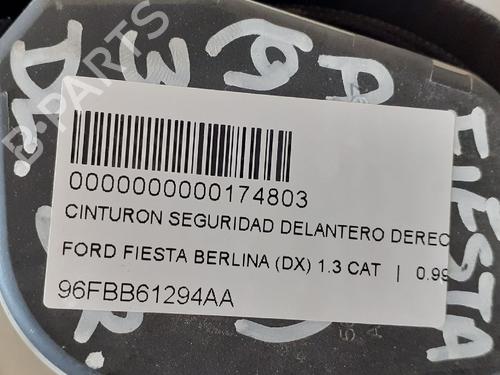 0000000000174803
CINTURON SEGURIDAD DELANTERO DEREC
FORD FIESTA BERLINA (DX) 1.3 CAT | 0.99
96FBB61294AA
FIESTA
B-PARTS